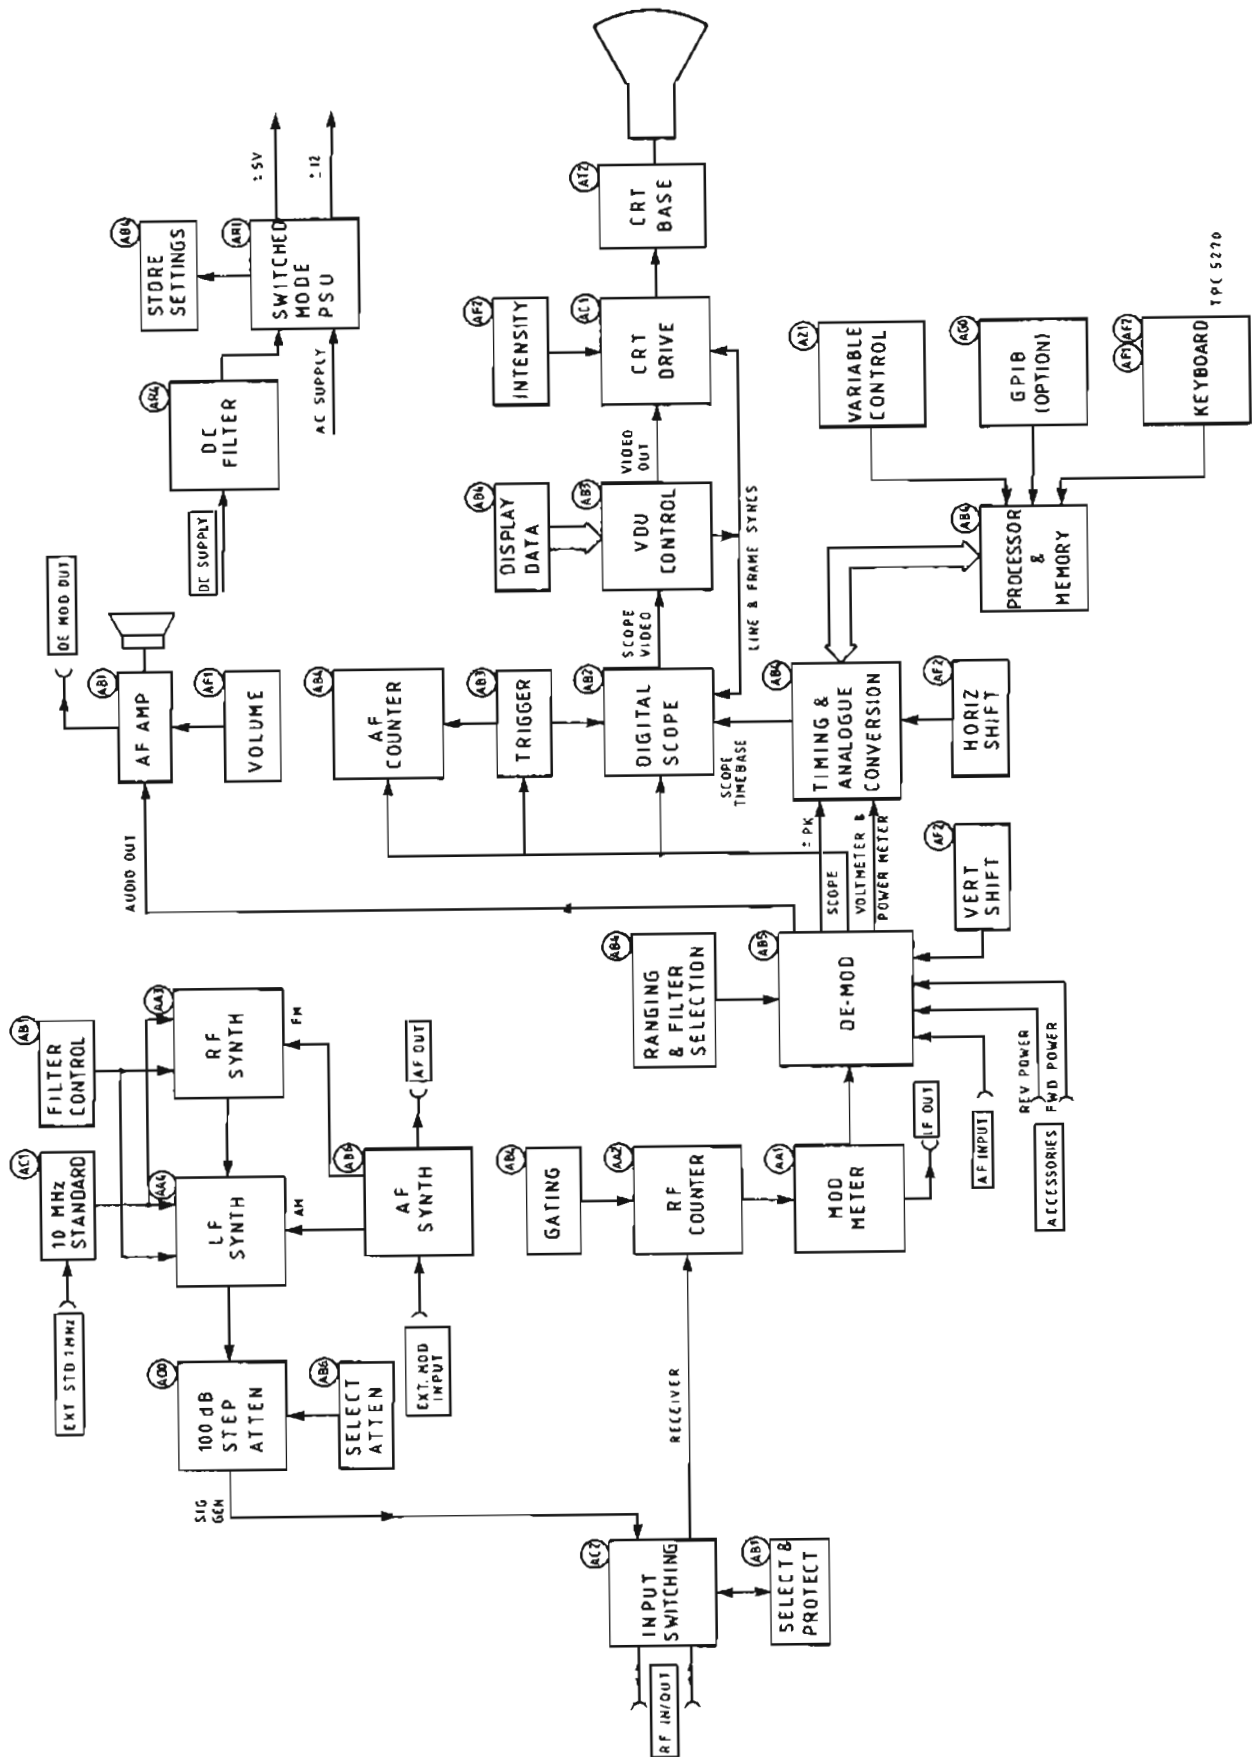 EXT STD 1MHz
AC1
10 MHz
STANDARD
AB1
FILTER
CONTROL
AO0
100 dB
STEP
ATTEN
AA4
LF
SYNTH
AA3
RF
SYNTH
AB6
SELECT
ATTEN
AM
FM
EXT. MOD
INPUT
AB6
AF
SYNTH
AF OUT
SIG
GEN
RF IN/OUT
AC2
INPUT
SWITCHING
AB1
SELECT &
PROTECT
RECEIVER
AB4
GATING
AA2
RF
COUNTER
AA1
MOD
METER
IF OUT
AB4
RANGING
& FILTER
SELECTION
AB5
DE-MOD
AF2
VERT
SHIFT
AF INPUT
REV POWER
FWD POWER
ACCESSORIES
AUDIO OUT
DE MOD OUT
AB1
AF AMP
AF1
VOLUME
AB4
AF
COUNTER
AB3
TRIGGER
AB2
DIGITAL
SCOPE
SCOPE
TIMEBASE
± PK
SCOPE
VOLTMETER &
POWER METER
AB4
TIMING &
ANALOGUE
CONVERSION
AF2
HORIZ
SHIFT
SCOPE
VIDEO
LINE & FRAME SYNCS
AB4
DISPLAY
DATA
AB3
VDU
CONTROL
VIDEO
OUT
AF2
INTENSITY
AC1
CRT
DRIVE
AT2
CRT
BASE
DC SUPPLY
AR4
DC
FILTER
AC SUPPLY
AB4
STORE
SETTINGS
AR1
SWITCHED
MODE
PSU
± 5V
± 12
AB4
PROCESSOR
&
MEMORY
AZ1
VARIABLE
CONTROL
AG0
GPIB
(OPTION)
AF1
AF2
KEYBOARD
TPC 5270